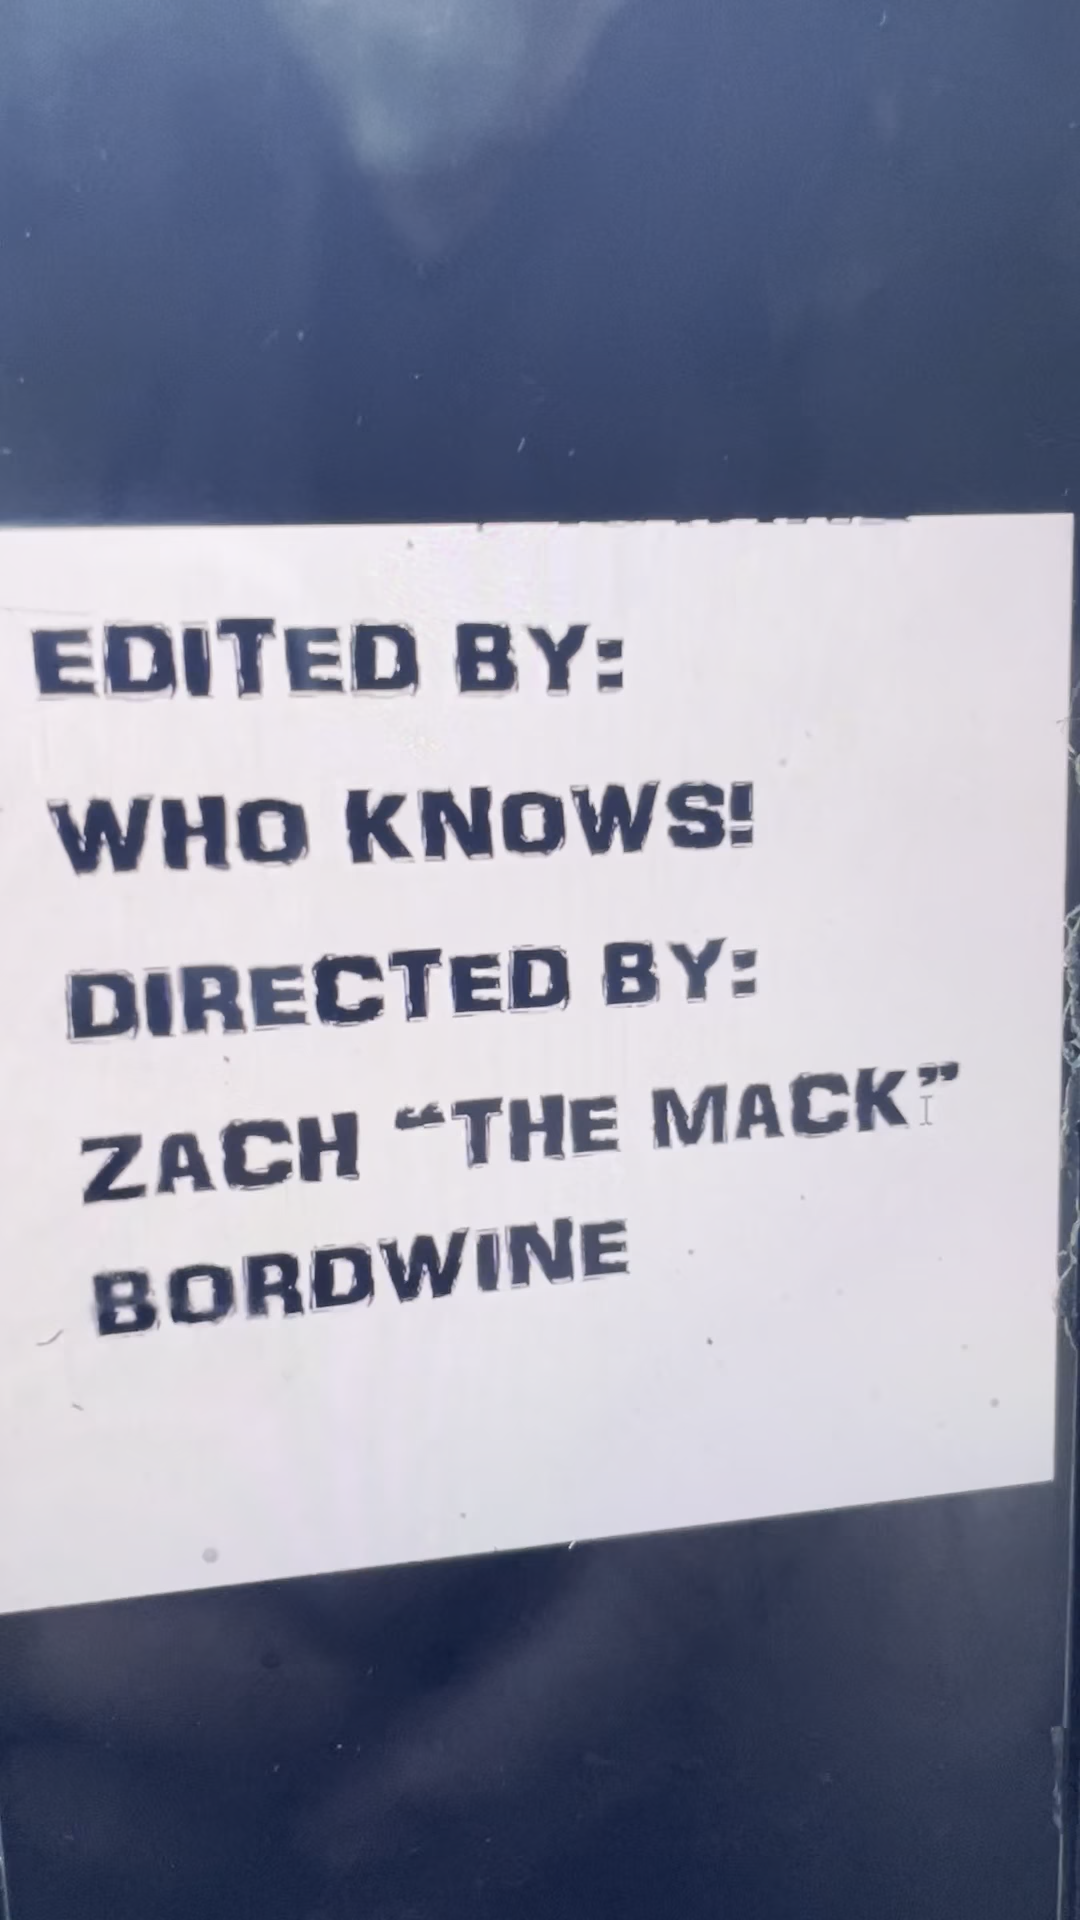 EDITED BY:
WHO KNOWS!
DIRECTED BY:
ZACH “THE MACK”
BORDWINE